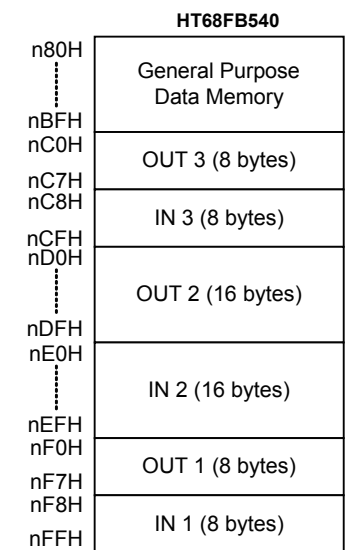 HT68FB540
n80H
General Purpose
Data Memory
nBFH
nC0H
OUT 3 (8 bytes)
nC7H
nC8H
IN 3 (8 bytes)
nCFH
nD0H
OUT 2 (16 bytes)
nDFH
nE0H
IN 2 (16 bytes)
nEFH
nF0H
OUT 1 (8 bytes)
nF7H
nF8H
IN 1 (8 bytes)
nFFH